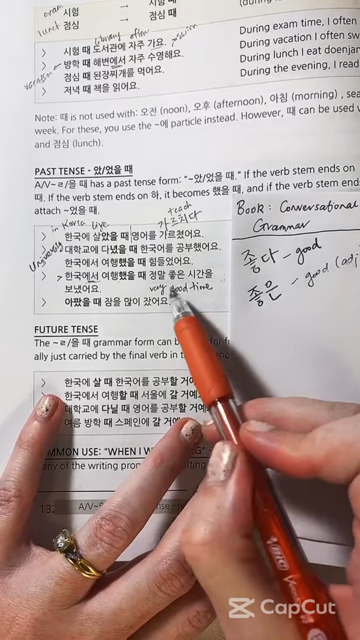 exam
시험 → 시험 때
lunch 점심 → 점심 때
library often
시험 때 도서관에 자주 가요.
During exam time, I often
vacation 방학 때 해변에서 자주 수영해요.
During vacation I often sw
점심 때 된장찌개를 먹어요.
During lunch I eat doenja
저녁 때 책을 읽어요.
During the evening, I read
Note: 때 is not used with: 오전 (noon), 오후 (afternoon), 아침 (morning) , sea
week. For these, you use the ~에 particle instead. However, 때 can be used
and 점심 (lunch).
PAST TENSE - 았/었을 때
A/V~ㄹ/을 때 has a past tense form: "~았/었을 때." If the verb stem ends
때. If the verb stem ends on 하, it becomes 했을 때, and if the verb stem ends
attach ~었을 때.
in Korea live
teach
가르치다
한국에 살았을 때 영어를 가르쳤어요.
University
대학교에 다녔을 때 한국어를 공부했어요.
한국에서 여행했을 때 힘들었어요.
한국에서 여행했을 때 정말 좋은 시간을
보냈어요.
very good time
아팠을 때 잠을 많이 잤어요.
Book: Conversational
Grammar
좋다 - good
좋은 - good (adj
FUTURE TENSE
The ~ㄹ/을 때 grammar form can be
ally past carried by the final verb in the
한국에 살 때 한국어를 공부할 거예
한국에서 여행할 때 서울에 갈 거예
대학교에 다닐 때 영어를 공부할 거예
여름 방학 때 스페인에 갈 거예
COMMON USE: "WHEN I W
any of the writing
CapCut